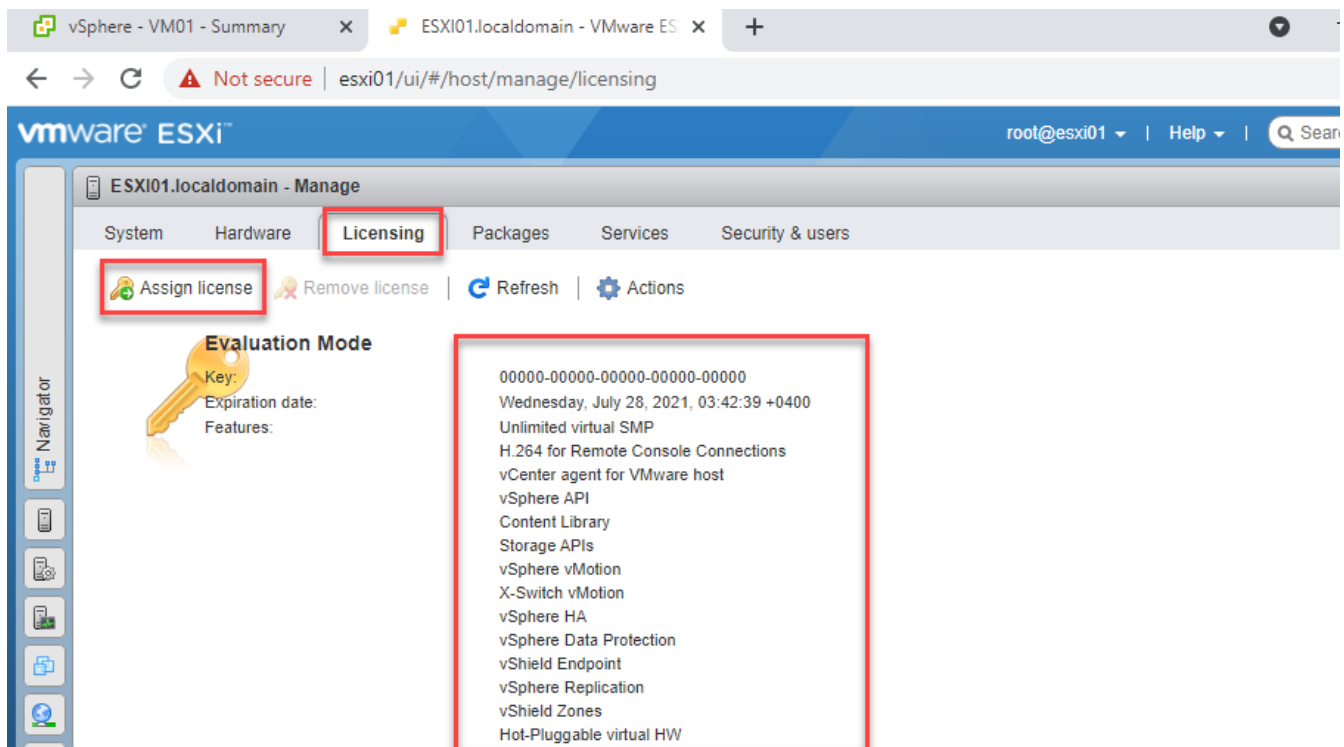 vSphere - VM01 - Summary
ESXI01.localdomain - VMware ES
Not secure | esxi01/ui/#/host/manage/licensing
vmware ESXi™
root@esxi01 | Help | Sear
ESXI01.localdomain - Manage
System Hardware Licensing Packages Services Security & users
Assign license Remove license | Refresh | Actions
Evaluation Mode
Key: 00000-00000-00000-00000-00000
Expiration date: Wednesday, July 28, 2021, 03:42:39 +0400
Features: Unlimited virtual SMP
H.264 for Remote Console Connections
vCenter agent for VMware host
vSphere API
Content Library
Storage APIs
vSphere vMotion
X-Switch vMotion
vSphere HA
vSphere Data Protection
vShield Endpoint
vSphere Replication
vShield Zones
Hot-Pluggable virtual HW
Navigator